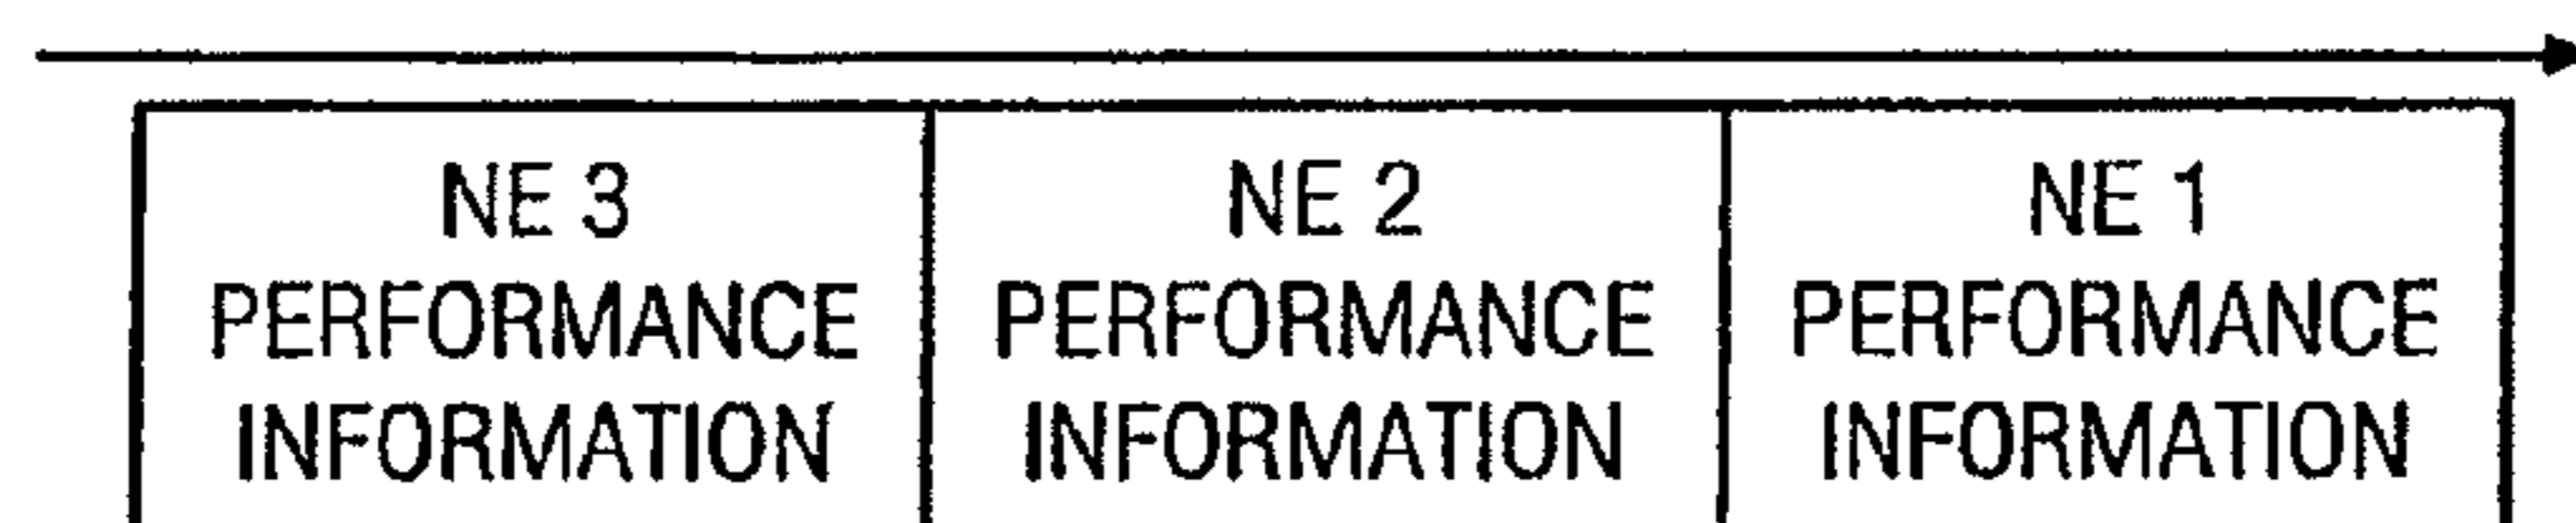 NE 3
PERFORMANCE
INFORMATION
NE 2
PERFORMANCE
INFORMATION
NE 1
PERFORMANCE
INFORMATION